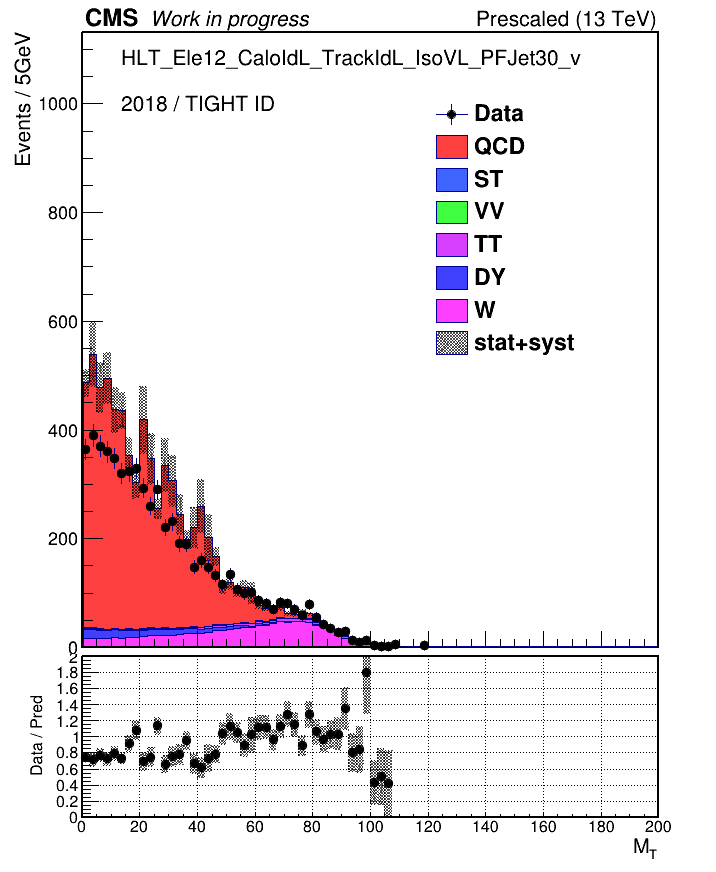 CMS Work in progress Prescaled (13 TeV)
Events / 5GeV
HLT_Ele12_CaloIdL_TrackIdL_IsoVL_PFJet30_v
2018 / TIGHT ID
1000
800
600
400
200
0
Data
QCD
ST
VV
TT
DY
W
stat+syst
Data / Pred
2
1.8
1.6
1.4
1.2
1
0.8
0.6
0.4
0.2
0
0 20 40 60 80 100 120 140 160 180 200
M_T